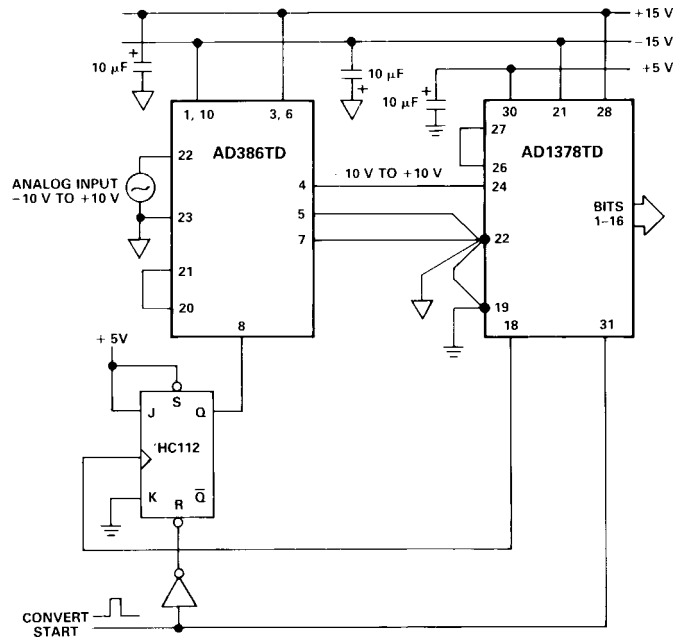 +15 V
−15 V
+5 V
10 μF
+
10 μF
+
10 μF
+
1, 10
3, 6
30
21
28
AD386TD
AD1378TD
22
27
26
ANALOG INPUT
−10 V TO +10 V
4
- 10 V TO +10 V
24
BITS
1–16
23
5
7
22
21
20
19
8
18
31
+ 5V
S
J
Q
'HC112
K
R
Q̅
CONVERT
START